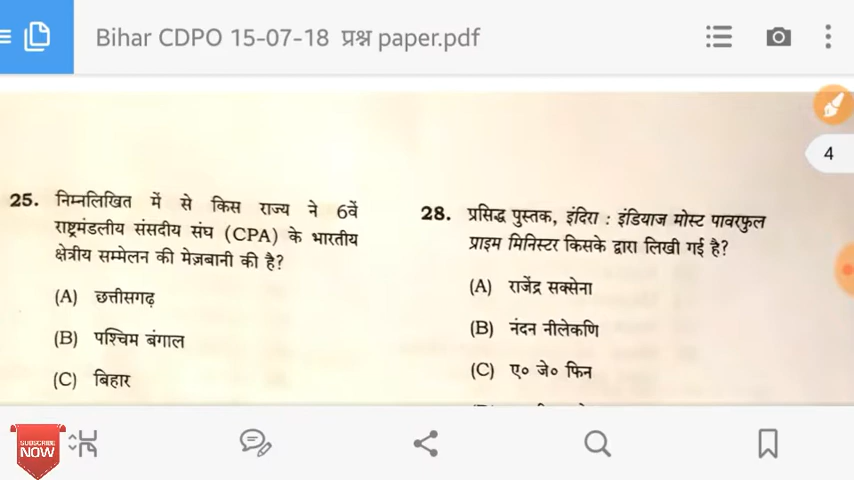 Bihar CDPO 15-07-18 प्रश्न paper.pdf
4
25. निम्नलिखित में से किस राज्य ने 6वें
राष्ट्रमंडलीय संसदीय संघ (CPA) के भारतीय
क्षेत्रीय सम्मेलन की मेज़बानी की है?
(A) छत्तीसगढ़
(B) पश्चिम बंगाल
(C) बिहार
28. प्रसिद्ध पुस्तक, इंदिरा : इंडियाज मोस्ट पावरफुल
प्राइम मिनिस्टर किसके द्वारा लिखी गई है?
(A) राजेंद्र सक्सेना
(B) नंदन नीलेकणि
(C) ए० जे० फिन
SUBSCRIBE
NOW